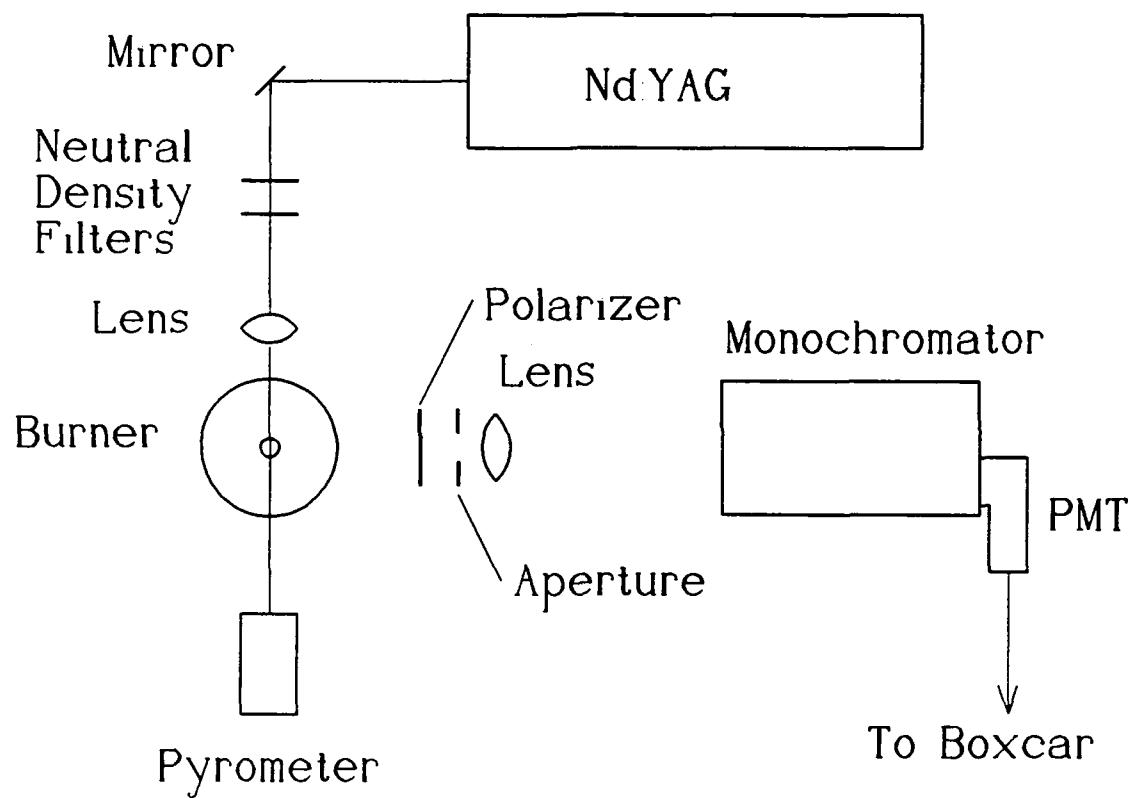 Mirror
Nd:YAG
Neutral
Density
Filters
Lens
Polarizer
Lens
Monochromator
Burner
PMT
Aperture
To Boxcar
Pyrometer